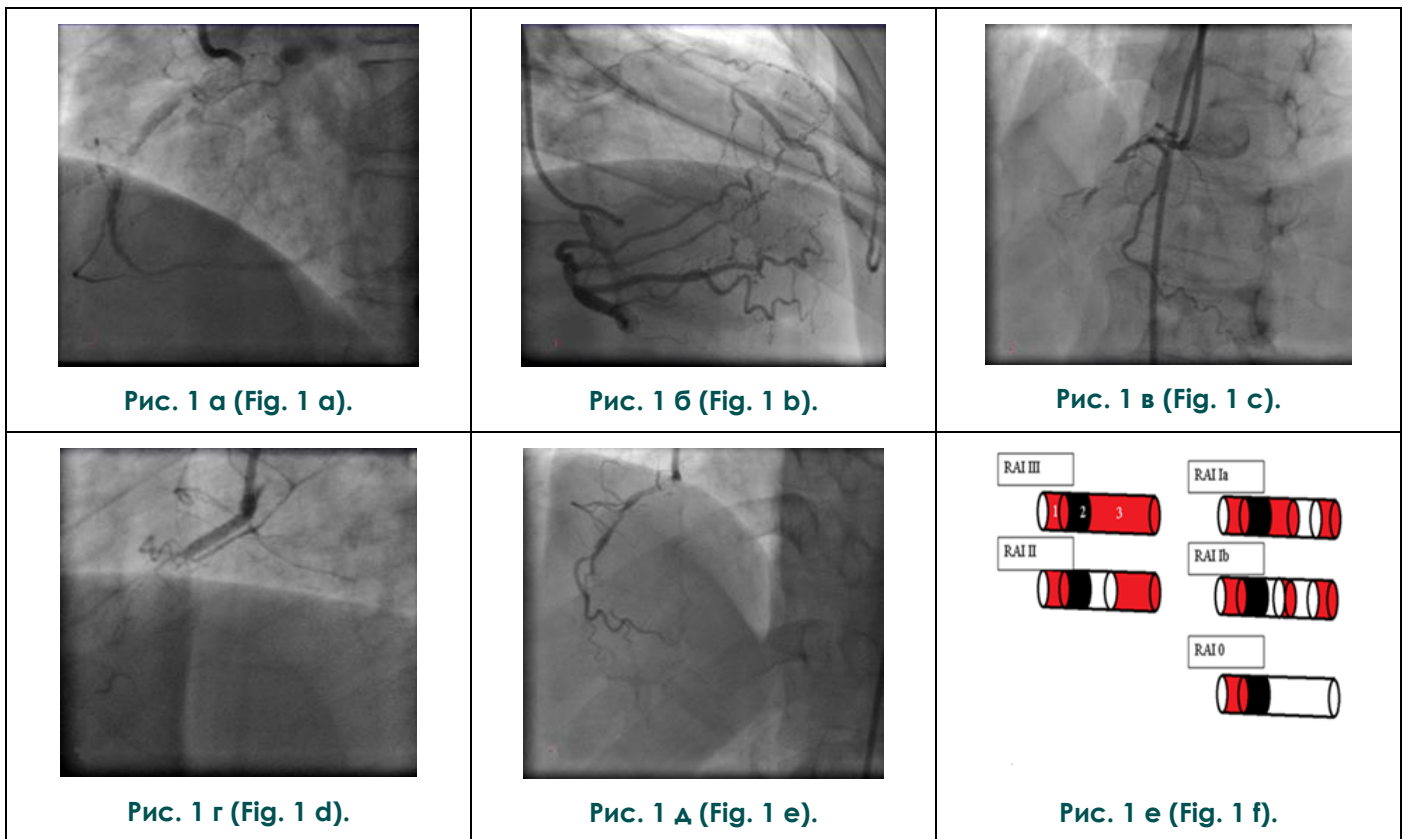 Рис. 1 а (Fig. 1 a).
Рис. 1 б (Fig. 1 b).
Рис. 1 в (Fig. 1 c).
RAI III
RAI Ia
1 2 3
RAI II
RAI Ib
RAI 0
Рис. 1 г (Fig. 1 d).
Рис. 1 д (Fig. 1 e).
Рис. 1 е (Fig. 1 f).